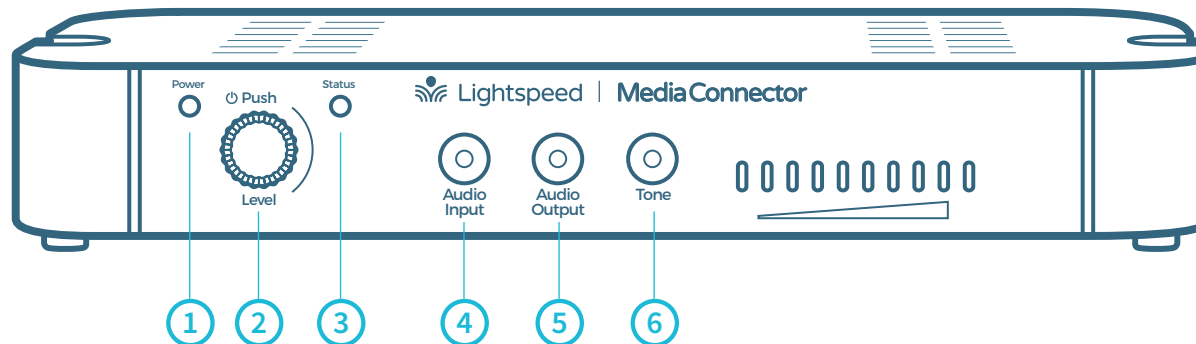 Power
Status
Push
Level
Lightspeed | MediaConnector
Audio
Input
Audio
Output
Tone
1 2 3 4 5 6